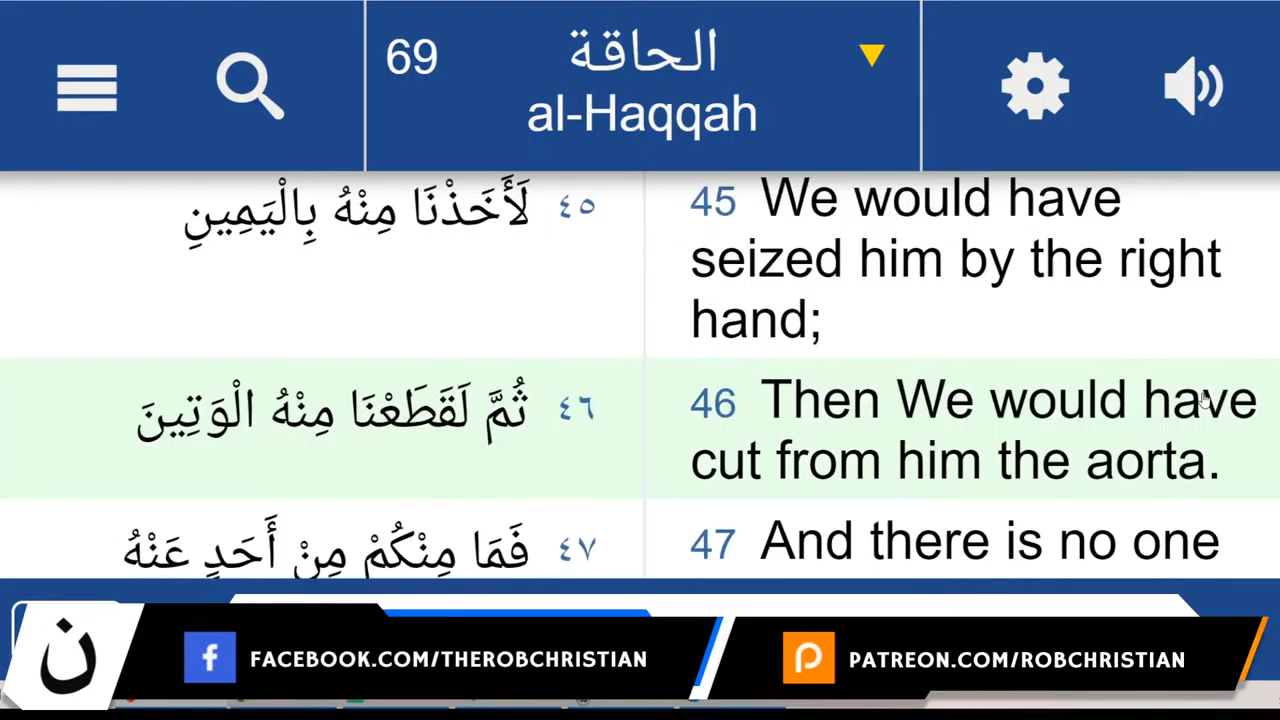 69
الحاقة
al-Haqqah
لَأَخَذْنَا مِنْهُ بِالْيَمِينِ ٤٥
45 We would have
seized him by the right
hand;
ثُمَّ لَقَطَعْنَا مِنْهُ الْوَتِينَ ٤٦
46 Then We would have
cut from him the aorta.
فَمَا مِنْكُمْ مِنْ أَحَدٍ عَنْهُ ٤٧
47 And there is no one
ن
FACEBOOK.COM/THEROBCHRISTIAN
PATREON.COM/ROBCHRISTIAN